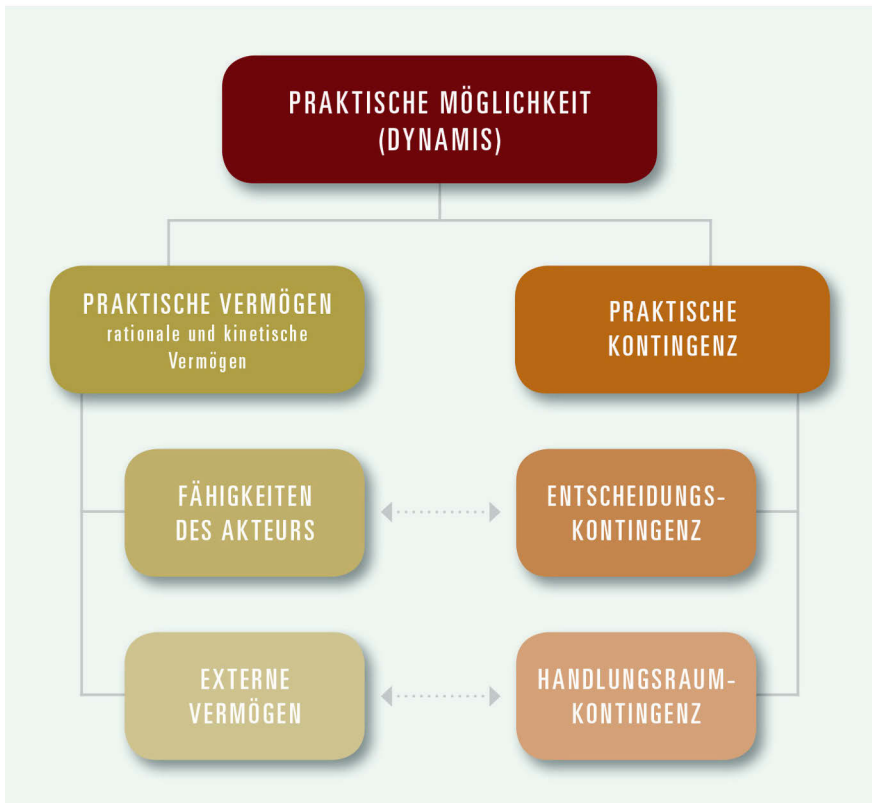 PRAKTISCHE MÖGLICHKEIT
(DYNAMIS)
PRAKTISCHE VERMÖGEN
rationale und kinetische
Vermögen
PRAKTISCHE
KONTINGENZ
FÄHIGKEITEN
DES AKTEURS
ENTSCHEIDUNGS-
KONTINGENZ
EXTERNE
VERMÖGEN
HANDLUNGSRAUM-
KONTINGENZ